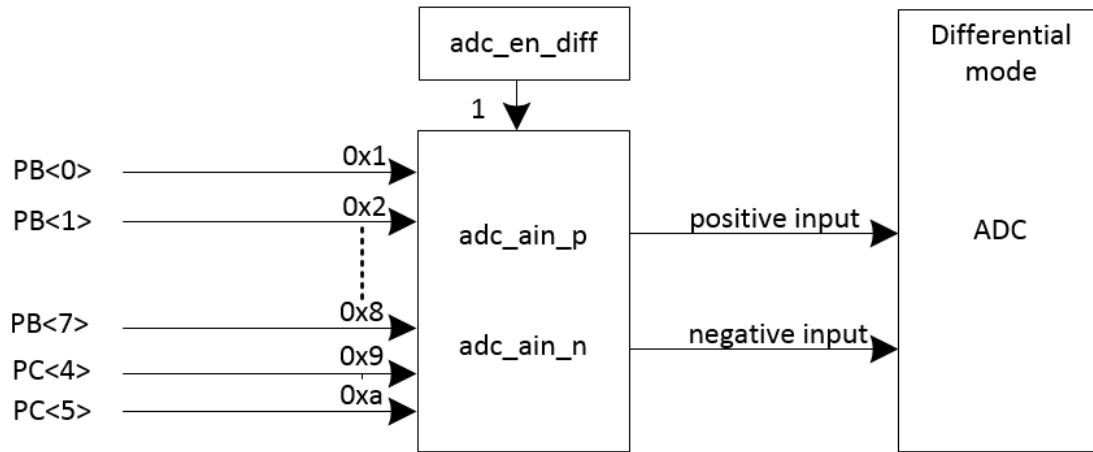 adc_en_diff
Differential
mode
1
PB<0>
0x1
PB<1>
0x2
adc_ain_p
positive input
ADC
PB<7>
0x8
adc_ain_n
negative input
PC<4>
0x9
PC<5>
0xa